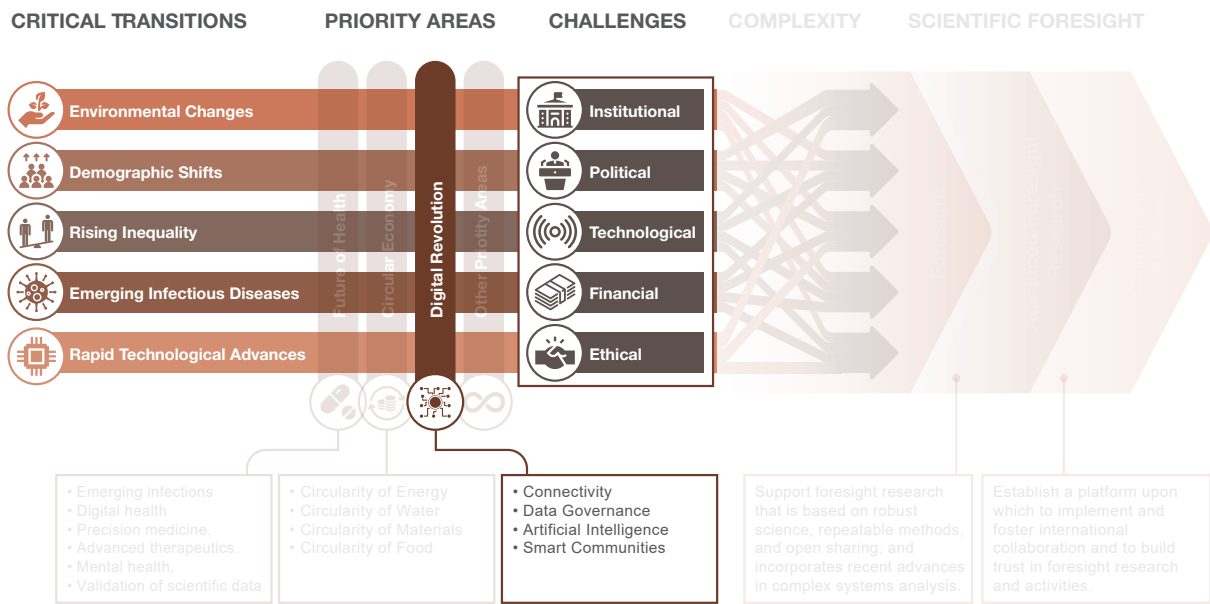 CRITICAL TRANSITIONS
PRIORITY AREAS
CHALLENGES
COMPLEXITY
SCIENTIFIC FORESIGHT
Environmental Changes
Demographic Shifts
Rising Inequality
Emerging Infectious Diseases
Rapid Technological Advances
Future of Health
Circular Economy
Digital Revolution
Other Priotity Areas
Institutional
Political
Technological
Financial
Ethical
• Emerging infections
• Digital health
• Precision medicine.
• Advanced therapeutics.
• Mental health.
• Validation of scientific data.
• Circularity of Energy
• Circularity of Water
• Circularity of Materials
• Circularity of Food
• Connectivity
• Data Governance
• Artificial Intelligence
• Smart Communities
Support foresight research
that is based on robust
science, repeatable methods,
and open sharing, and
incorporates recent advances
in complex systems analysis.
Establish a platform upon
which to implement and
foster international
collaboration and to build
trust in foresight research
and activities.